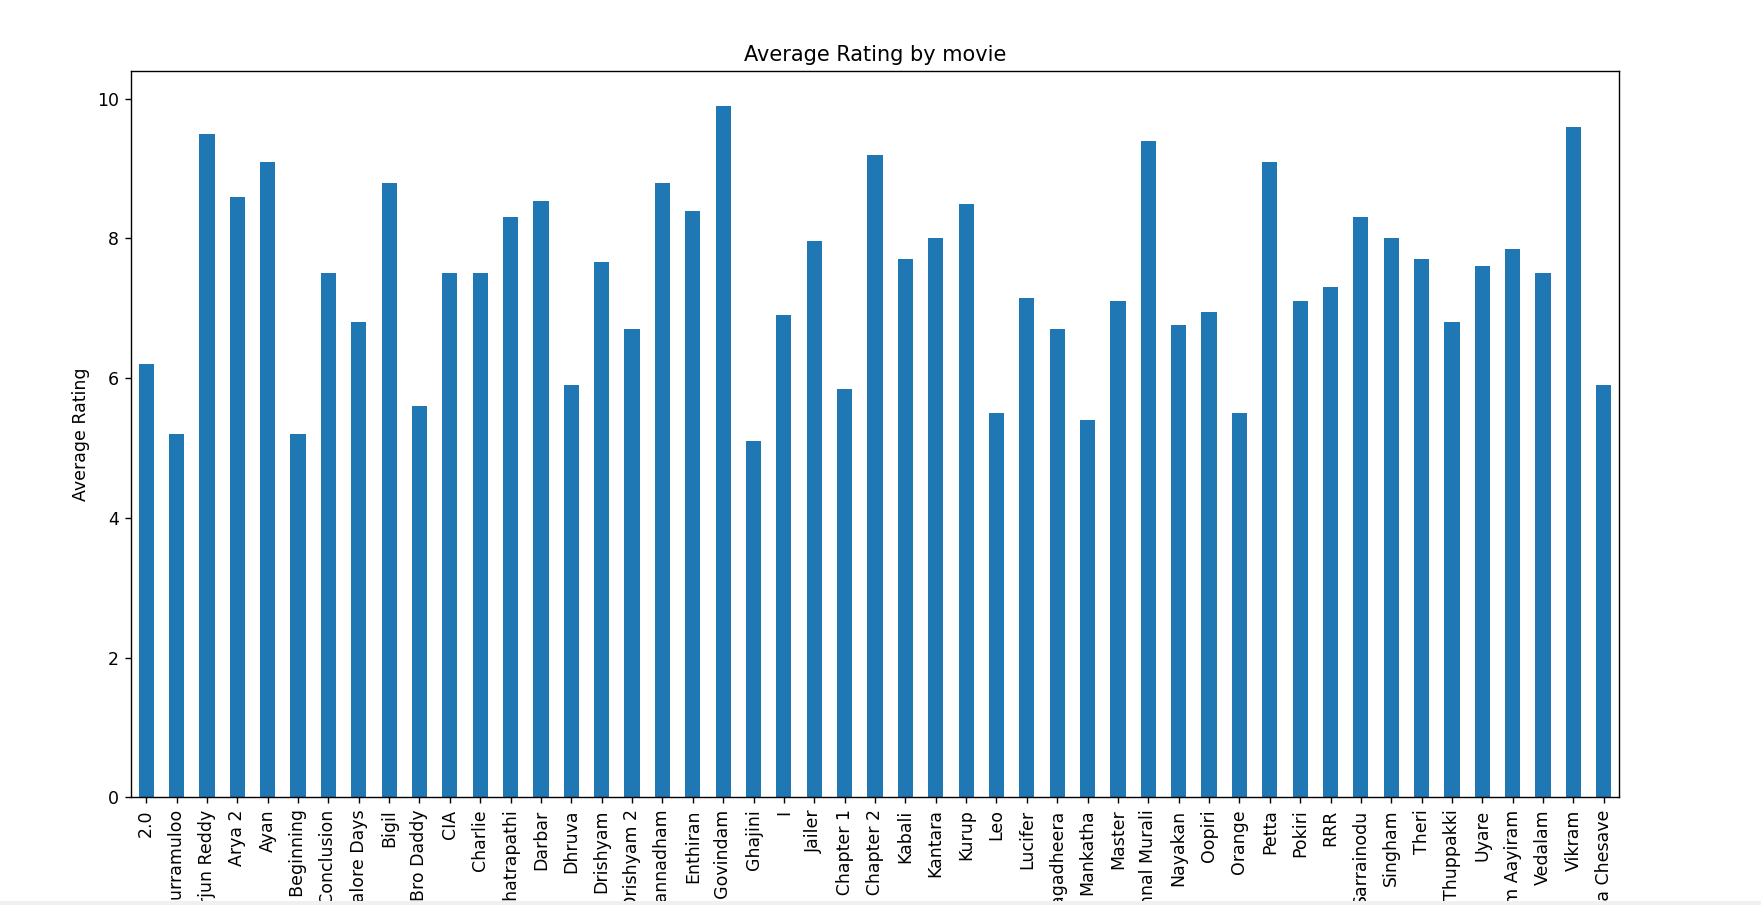 Average Rating by movie
Average Rating
10
8
6
4
2
0
2.0
urramuloo
jun Reddy
Arya 2
Ayan
Beginning
Conclusion
alore Days
Bigil
Bro Daddy
CIA
Charlie
hatrapathi
Darbar
Dhruva
Drishyam
Drishyam 2
annadham
Enthiran
Govindam
Ghajini
I
Jailer
Chapter 1
Chapter 2
Kabali
Kantara
Kurup
Leo
Lucifer
agadheera
Mankatha
Master
nal Murali
Nayakan
Oopiri
Orange
Petta
Pokiri
RRR
Sarrainodu
Singham
Theri
Thuppakki
Uyare
m Aayiram
Vedalam
Vikram
a Chesave